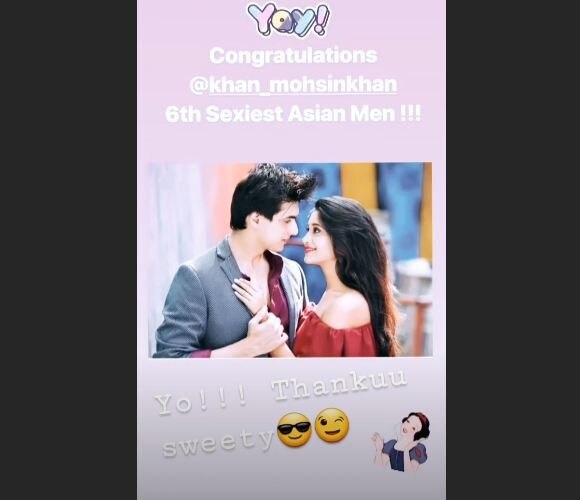 Yay!
Congratulations
@khan_mohsinkhan
6th Sexiest Asian Men !!!
Yo!!! Thankuu
sweety😎😉